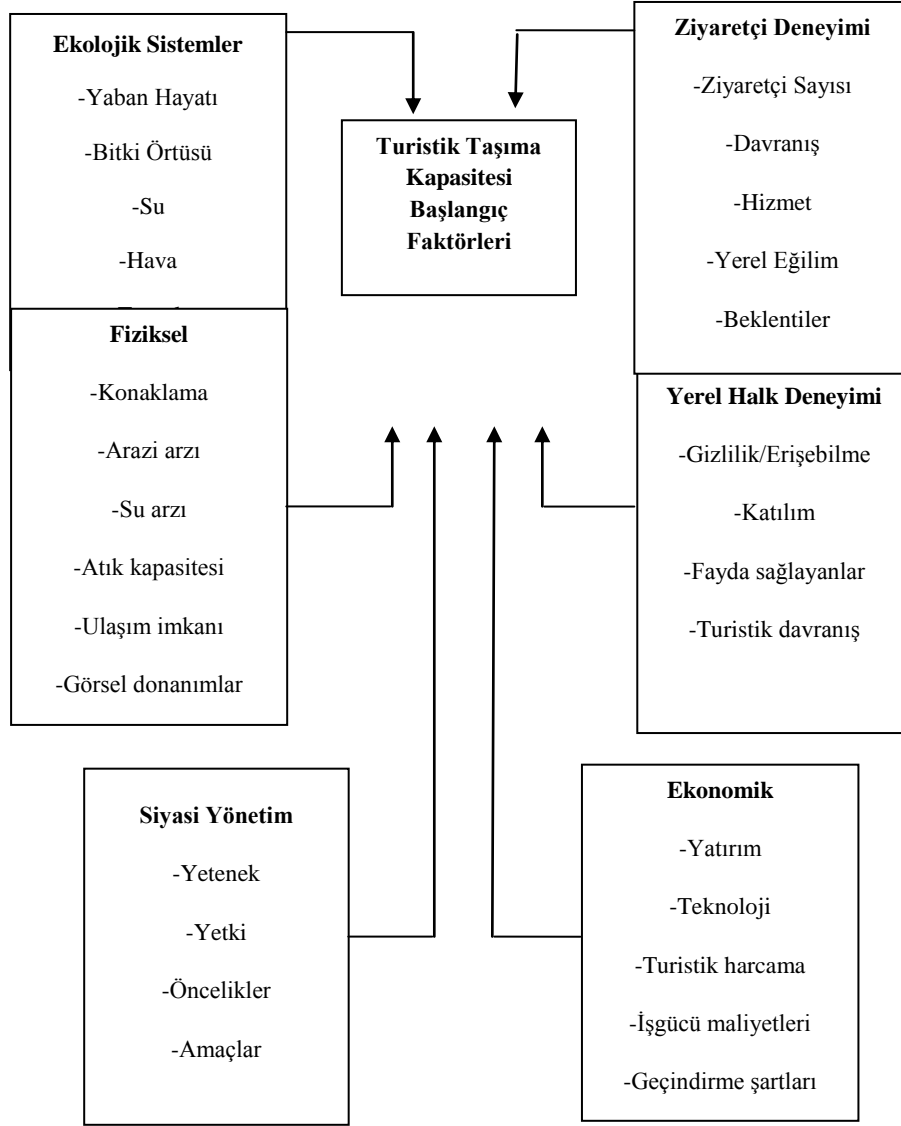 Ekolojik Sistemler
-Yaban Hayatı
-Bitki Örtüsü
-Su
-Hava
Ziyaretçi Deneyimi
-Ziyaretçi Sayısı
-Davranış
-Hizmet
-Yerel Eğilim
-Beklentiler
Turistik Taşıma
Kapasitesi
Başlangıç
Faktörleri
Fiziksel
-Konaklama
-Arazi arzı
-Su arzı
-Atık kapasitesi
-Ulaşım imkanı
-Görsel donanımlar
Yerel Halk Deneyimi
-Gizlilik/Erişebilme
-Katılım
-Fayda sağlayanlar
-Turistik davranış
Siyasi Yönetim
-Yetenek
-Yetki
-Öncelikler
-Amaçlar
Ekonomik
-Yatırım
-Teknoloji
-Turistik harcama
-İşgücü maliyetleri
-Geçindirme şartları